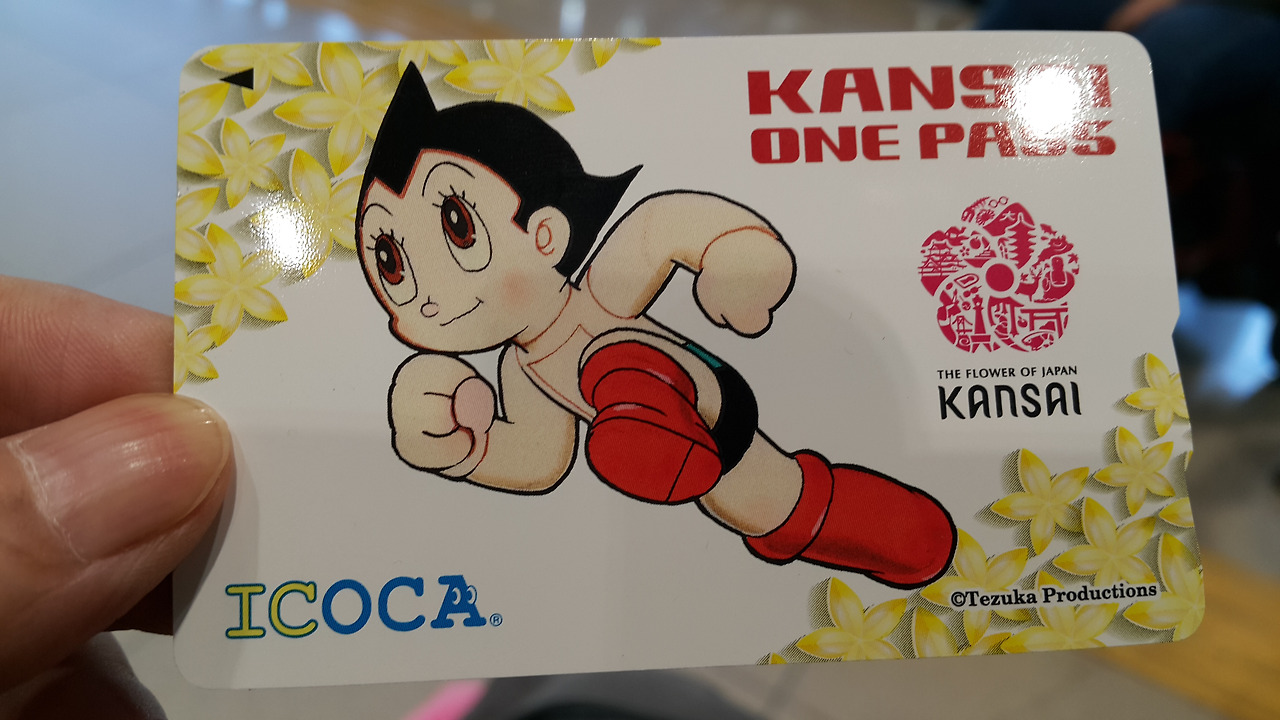 KANSAI
ONE PASS
THE FLOWER OF JAPAN
KANSAI
ICOCA®
©Tezuka Productions